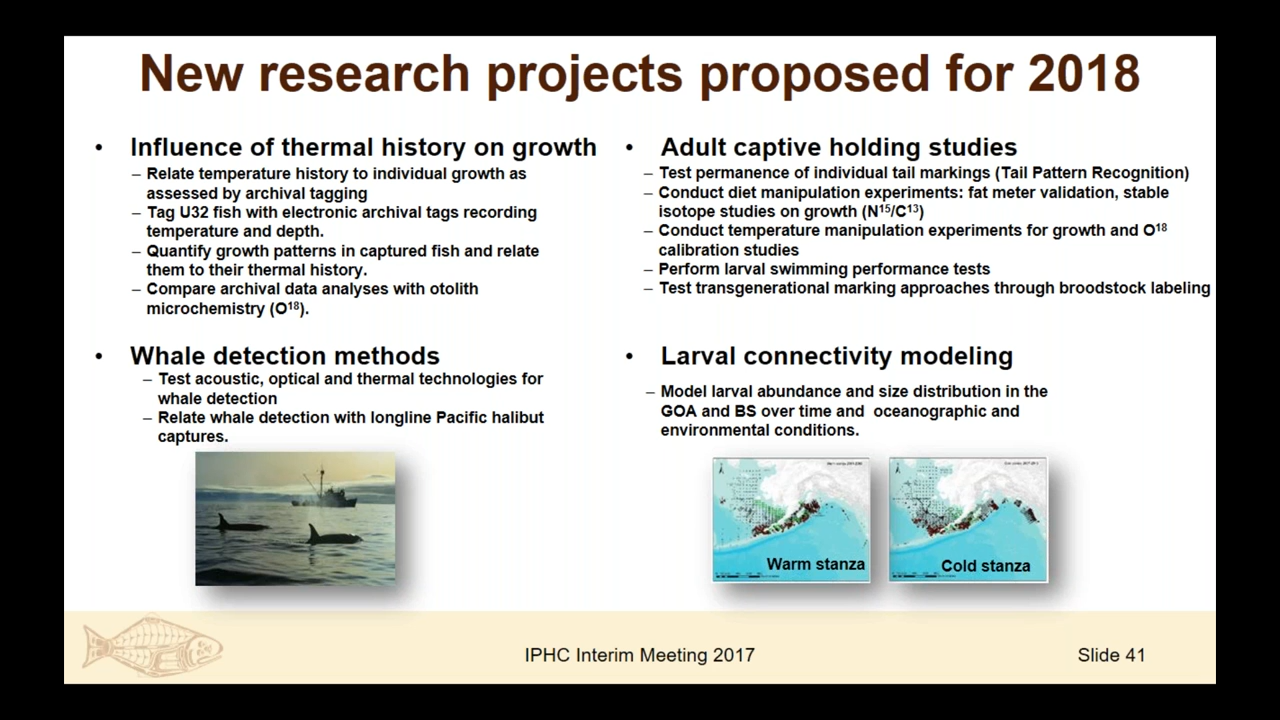 New research projects proposed for 2018
• Influence of thermal history on growth
– Relate temperature history to individual growth as
assessed by archival tagging
– Tag U32 fish with electronic archival tags recording
temperature and depth.
– Quantify growth patterns in captured fish and relate
them to their thermal history.
– Compare archival data analyses with otolith
microchemistry (O¹⁸).
• Whale detection methods
– Test acoustic, optical and thermal technologies for
whale detection
– Relate whale detection with longline Pacific halibut
captures.
• Adult captive holding studies
– Test permanence of individual tail markings (Tail Pattern Recognition)
– Conduct diet manipulation experiments: fat meter validation, stable
isotope studies on growth (N¹⁵/C¹³)
– Conduct temperature manipulation experiments for growth and O¹⁸
calibration studies
– Perform larval swimming performance tests
– Test transgenerational marking approaches through broodstock labeling
• Larval connectivity modeling
– Model larval abundance and size distribution in the
GOA and BS over time and oceanographic and
environmental conditions.
Warm stanza
Cold stanza
IPHC Interim Meeting 2017
Slide 41